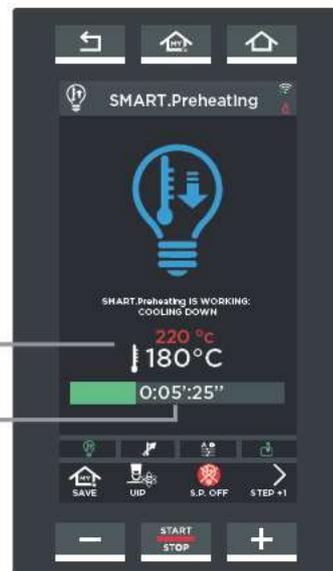 MY
SMART.Preheating
SMART.Preheating IS WORKING:
COOLING DOWN
220 °C
180°C
0:05':25"
MY
SAVE UIP S.P. OFF STEP +1
− START +
STOP